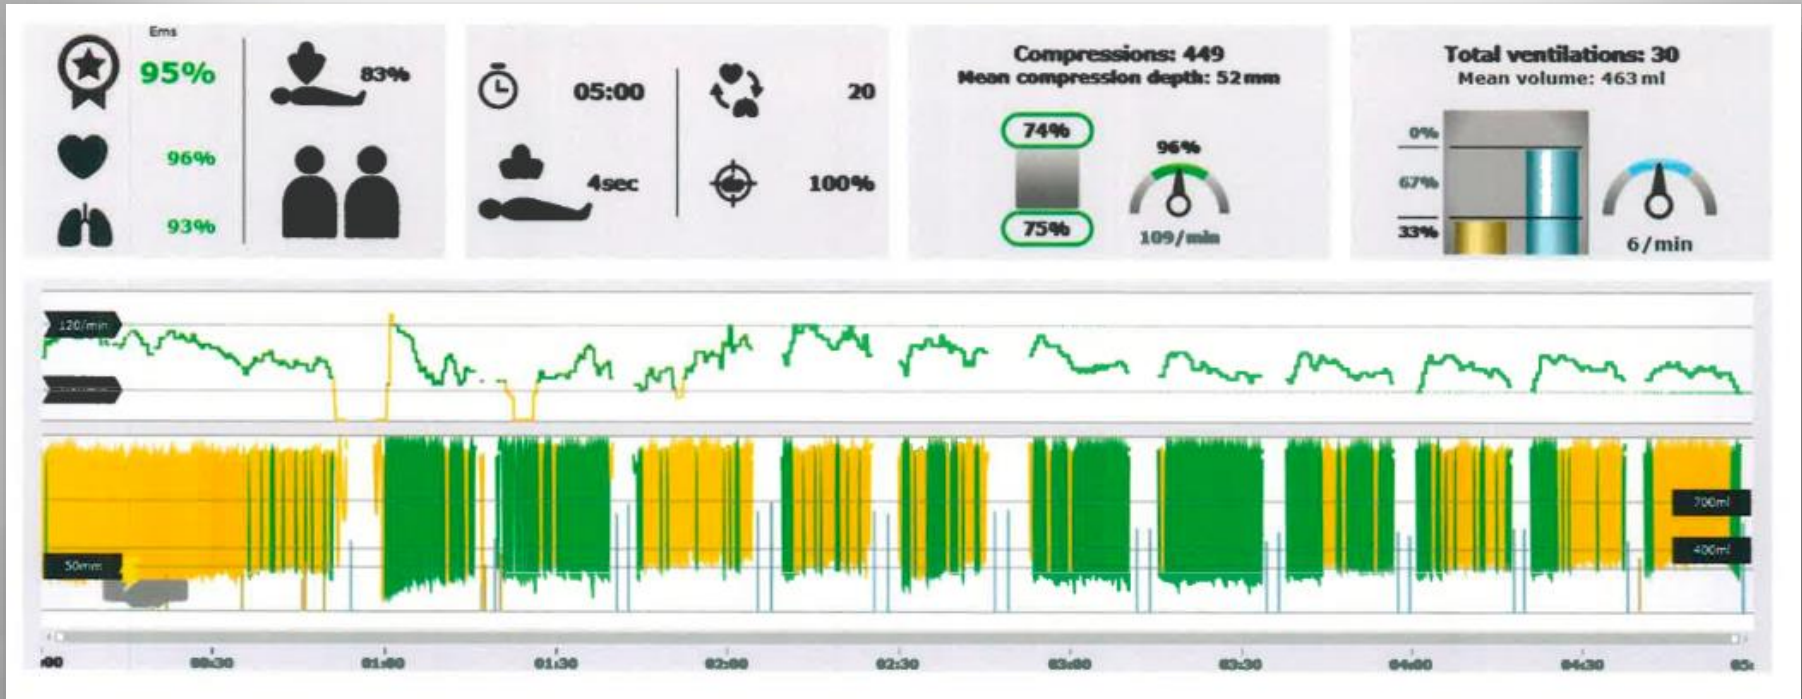 Ems
95%
83%
96%
93%
05:00
20
4sec
100%
Compressions: 449
Mean compression depth: 52mm
74%
96%
75%
109/min
Total ventilations: 30
Mean volume: 463 ml
0%
67%
33%
6/min
120/min
700ml
400ml
50mm
:00
00:30
01:00
01:30
02:00
02:30
03:00
03:30
04:00
04:30
05: